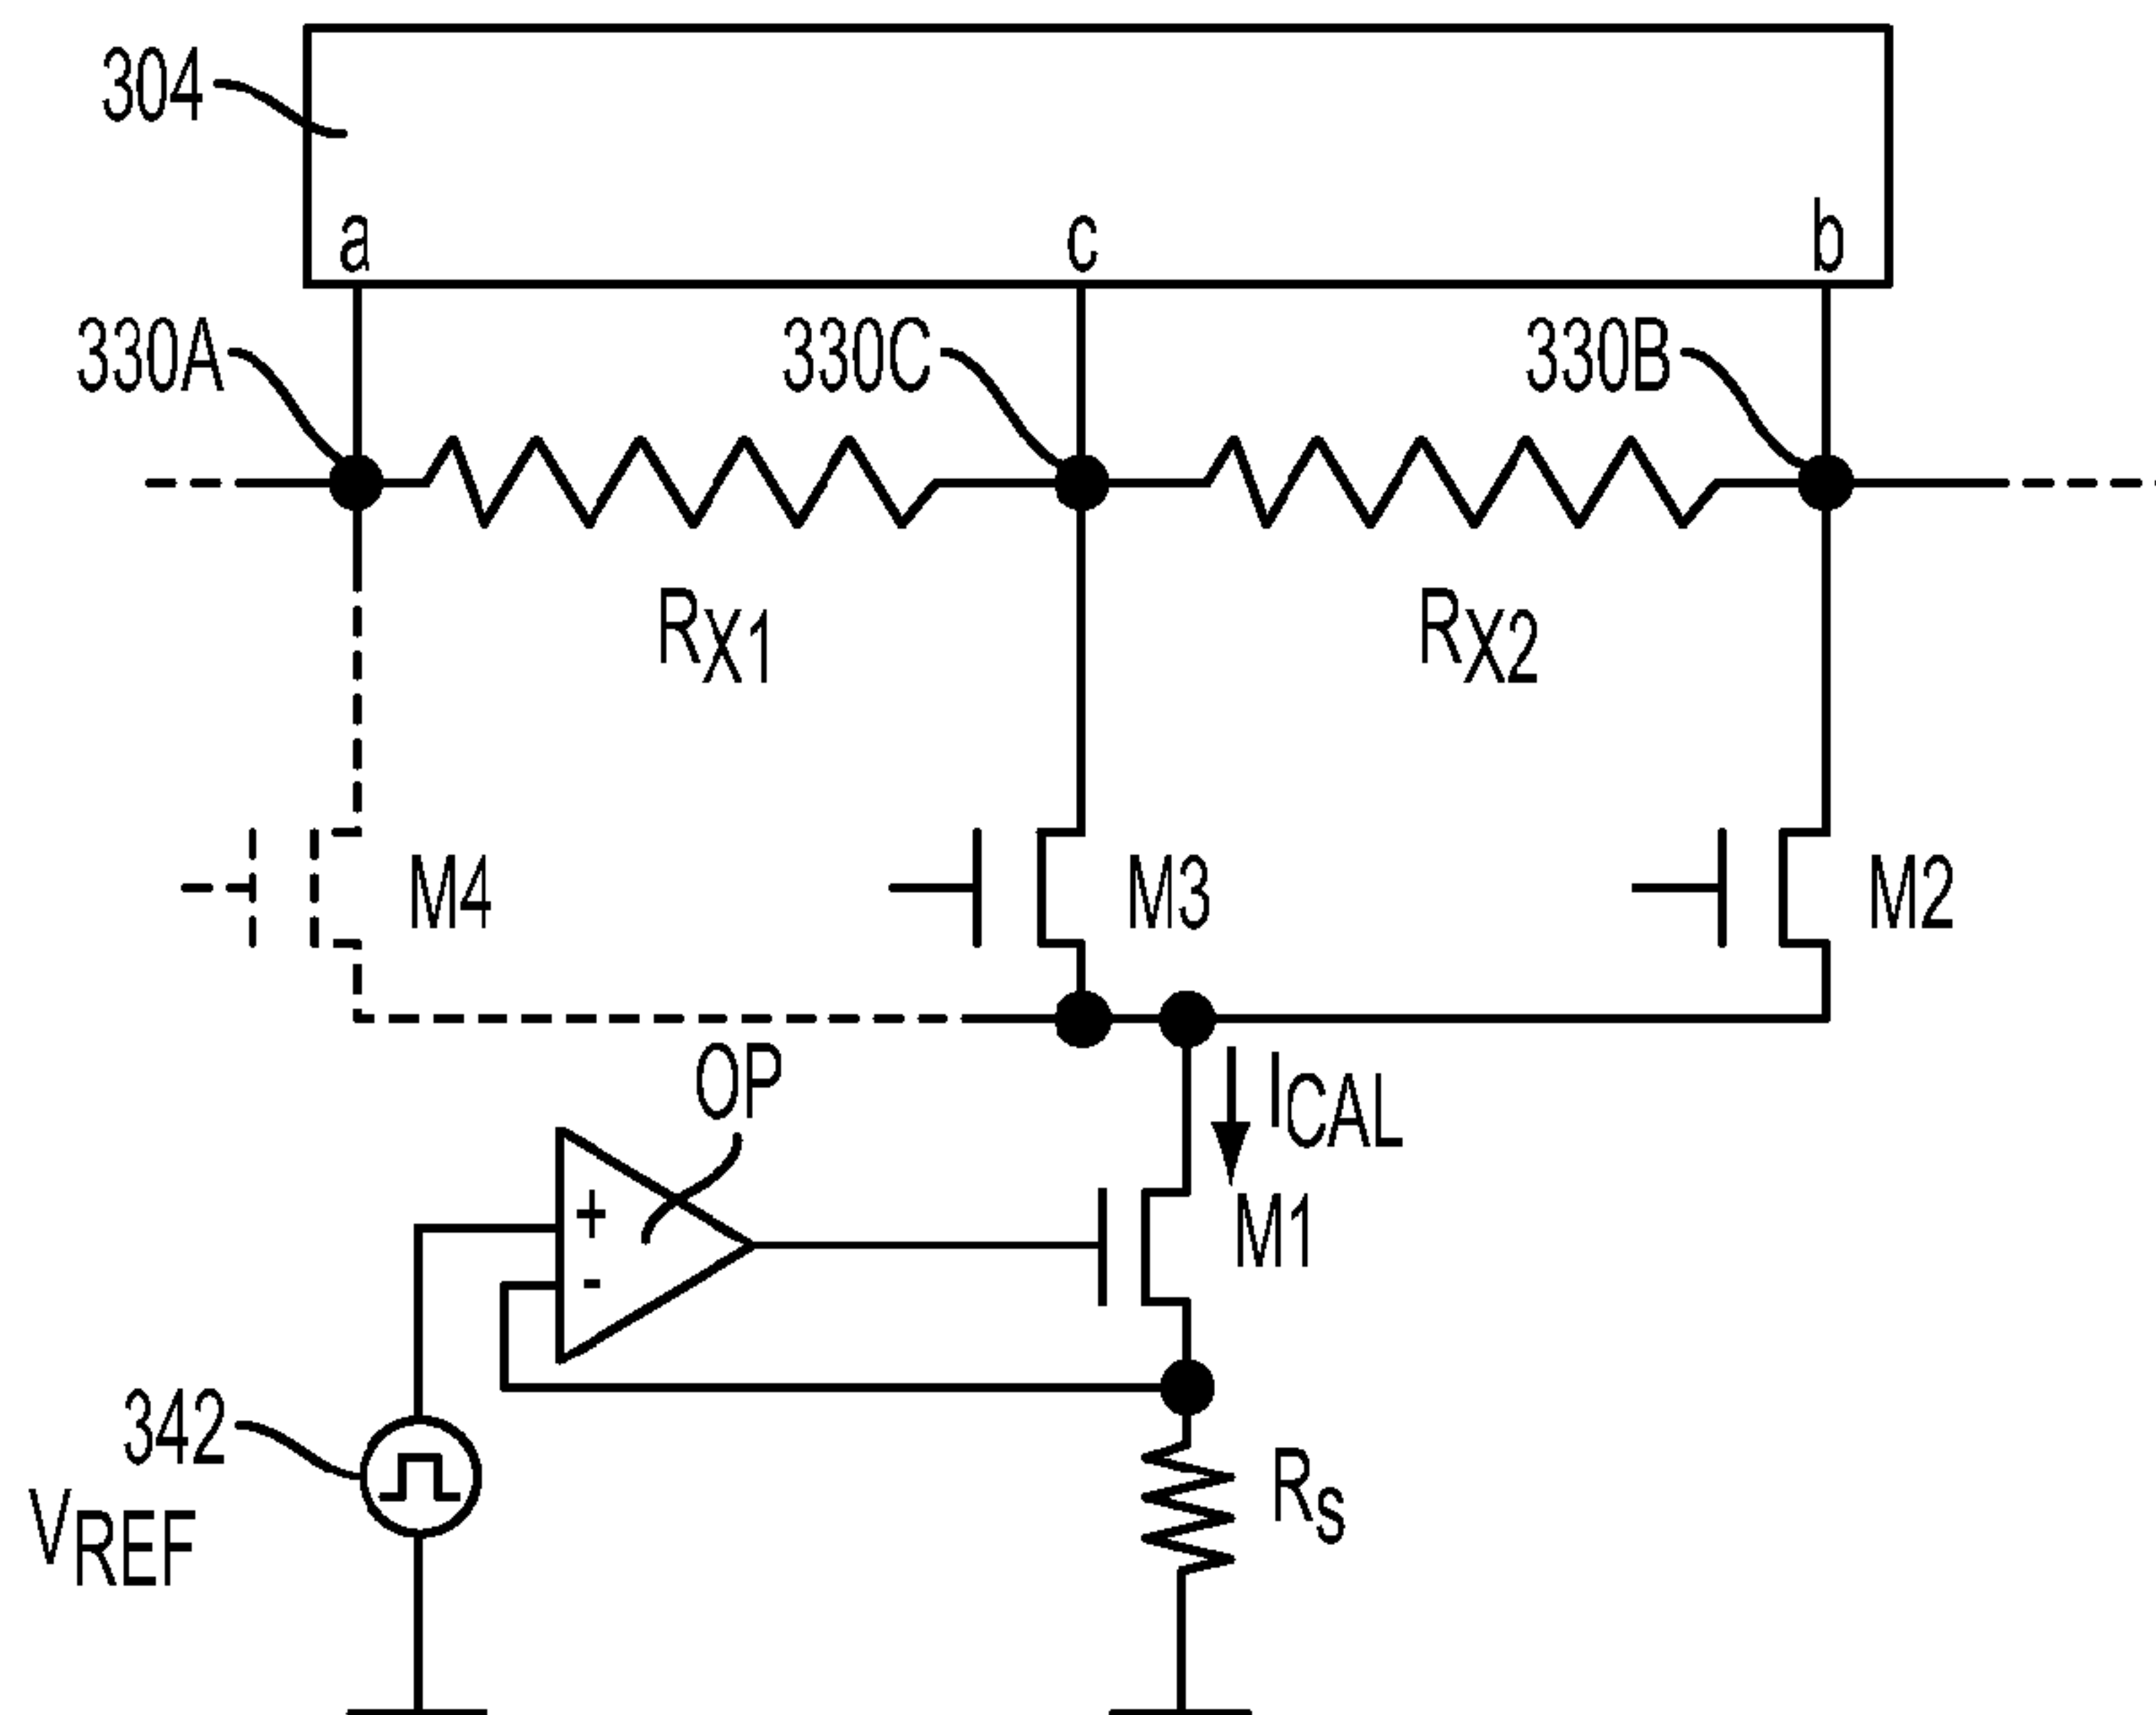 304
a c b
330A 330C 330B
RX1 RX2
M4 M3 M2
OP
ICAL
+
M1
-
342
VREF
Rs